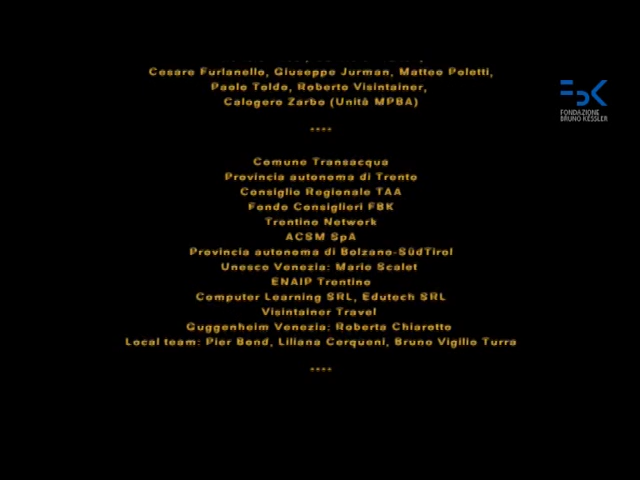 Cesare Furlanello, Giuseppe Jurman, Matteo Poletti,
Paolo Toldo, Roberto Visintainer,
Calogero Zarbo (Unità MPBA)
****
Comune Transacqua
Provincia autonoma di Trento
Consiglio Regionale TAA
Fondo Consiglieri FBK
Trentino Network
ACSM SpA
Provincia autonoma di Bolzano-SüdTirol
Unesco Venezia: Mario Scalet
ENAIP Trentino
Computer Learning SRL, Edutech SRL
Visintainer Travel
Guggenheim Venezia: Roberta Chiarotto
Local team: Pier Bond, Liliana Cerqueni, Bruno Vigilio Turra
****
FBK
FONDAZIONE
BRUNO KESSLER